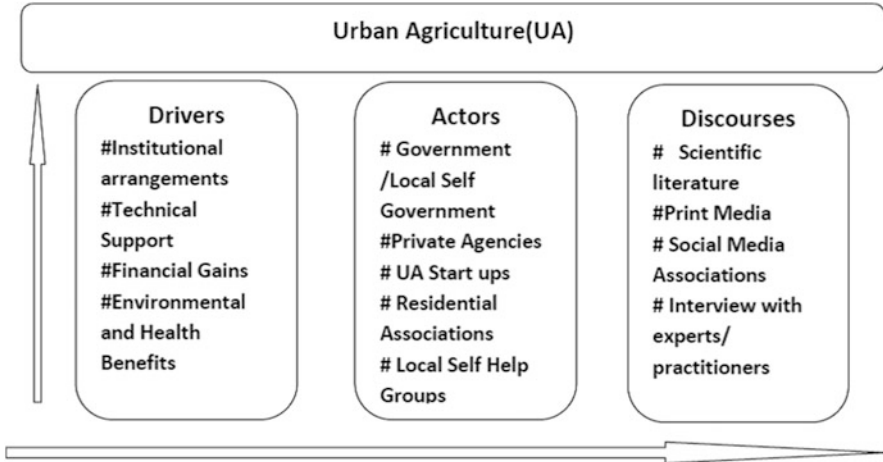 Urban Agriculture(UA)
Drivers
#Institutional
arrangements
#Technical
Support
#Financial Gains
#Environmental
and Health
Benefits
Actors
# Government
/Local Self
Government
#Private Agencies
# UA Start ups
# Residential
Associations
# Local Self Help
Groups
Discourses
# Scientific
literature
#Print Media
# Social Media
Associations
# Interview with
experts/
practitioners